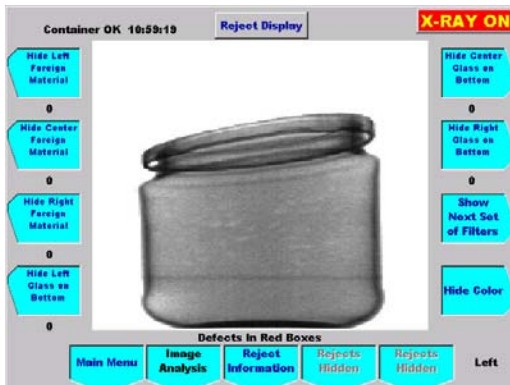 Container OK 10:59:19
Reject Display
X-RAY ON
Hide Left
Foreign
Material
0
Hide Center
Foreign
Material
0
Hide Right
Foreign
Material
0
Hide Left
Glass on
Bottom
0
Hide Center
Glass on
Bottom
0
Hide Right
Glass on
Bottom
0
Show
Next Set
of Filters
Hide Color
Defects In Red Boxes
Main Menu
Image
Analysis
Reject
Information
Rejects
Hidden
Rejects
Hidden
Left